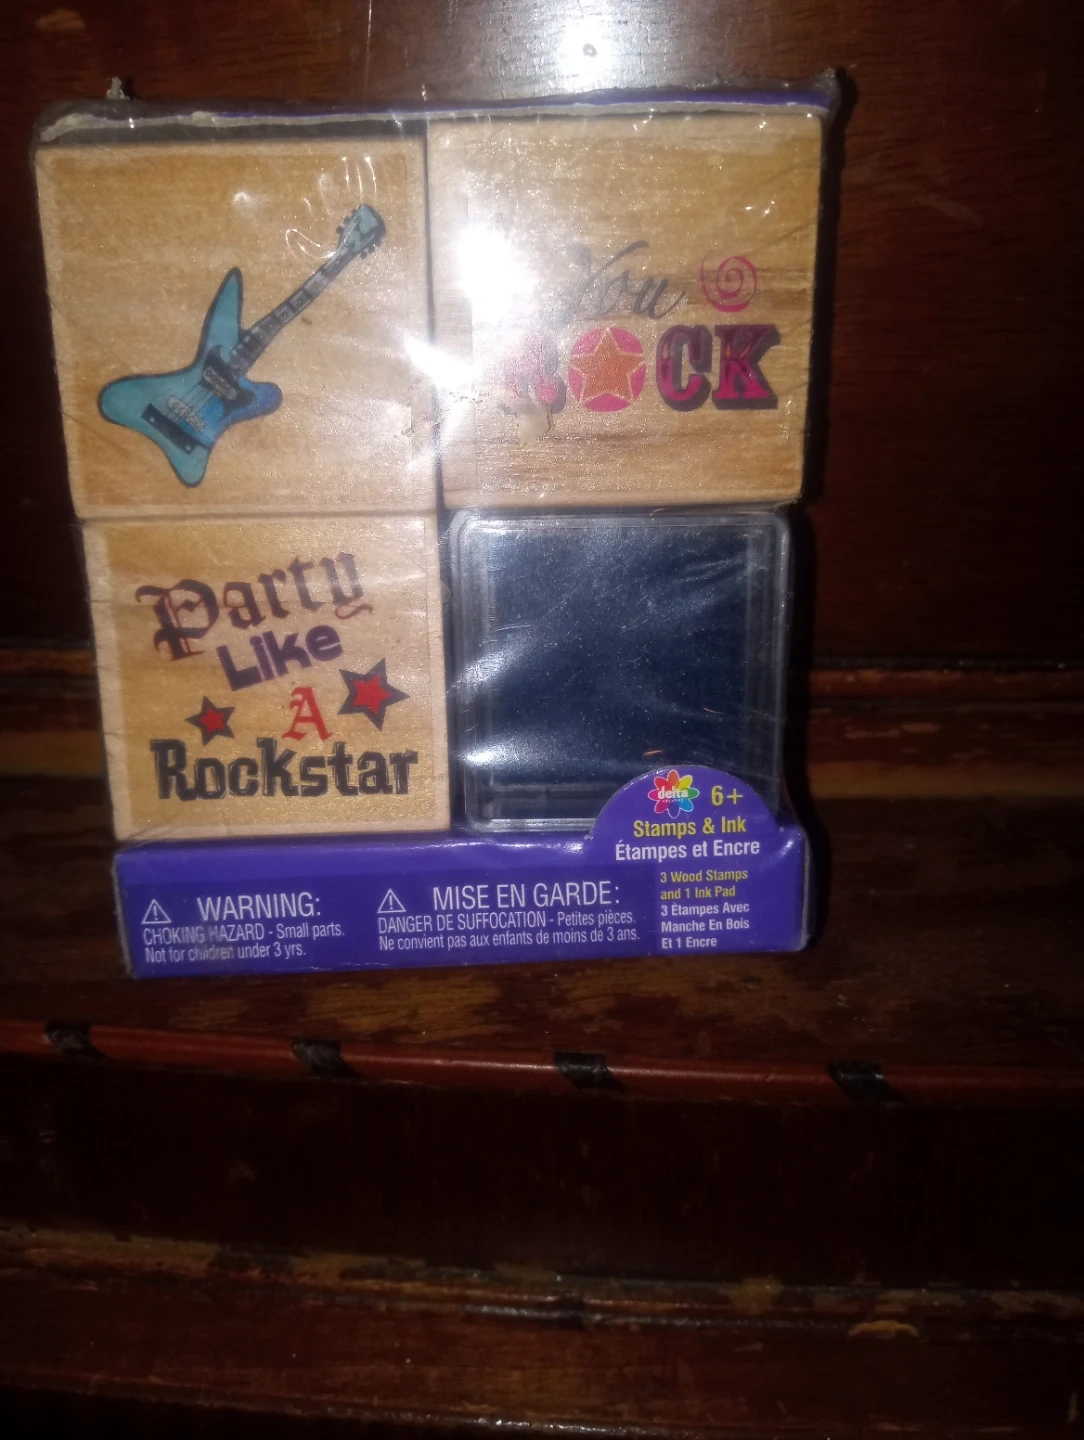 You
ROCK
Party
Like
A
Rockstar
delta
6+
Stamps & Ink
Étampes et Encre
3 Wood Stamps
and 1 Ink Pad
3 Étampes Avec
Manche En Bois
Et 1 Encre
WARNING:
CHOKING HAZARD - Small parts.
Not for children under 3 yrs.
MISE EN GARDE:
DANGER DE SUFFOCATION - Petites pièces.
Ne convient pas aux enfants de moins de 3 ans.